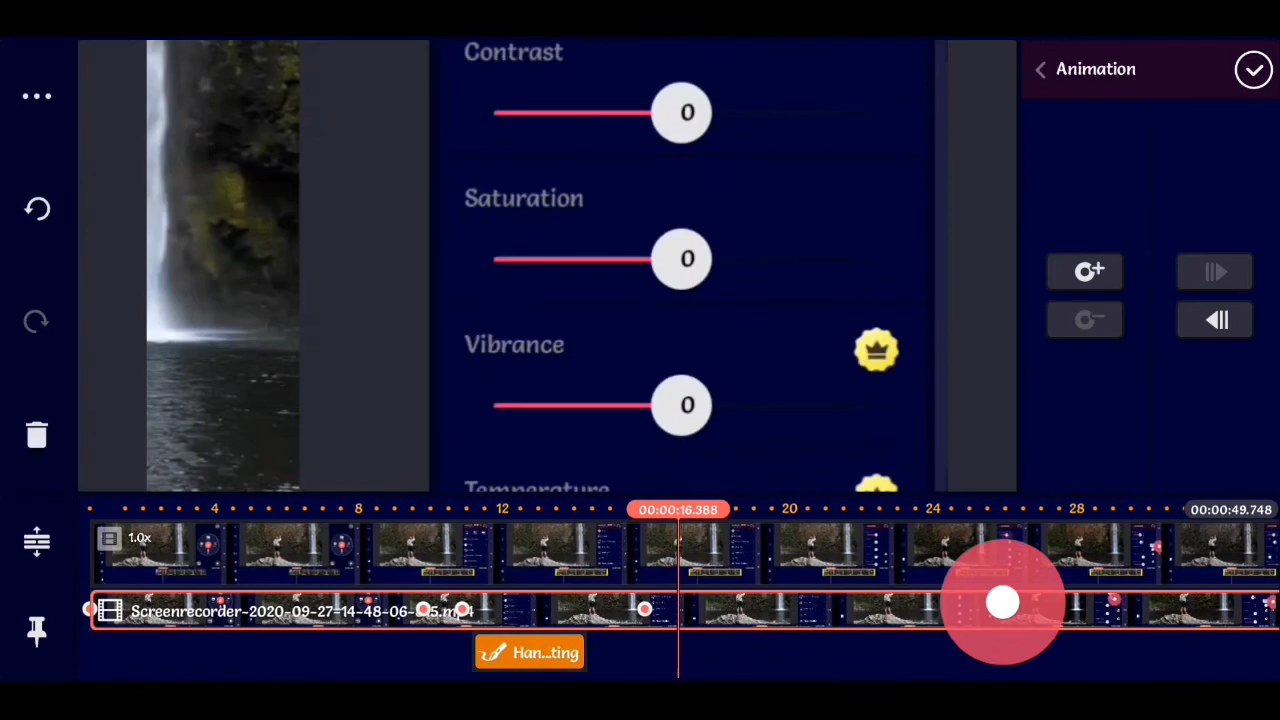 Contrast
0
Saturation
0
Vibrance
0
Temperature
Animation
4
8
12
00:00:16.388
20
24
28
00:00:49.748
1.0x
Screenrecorder-2020-09-27-14-48-06-
Han...ting